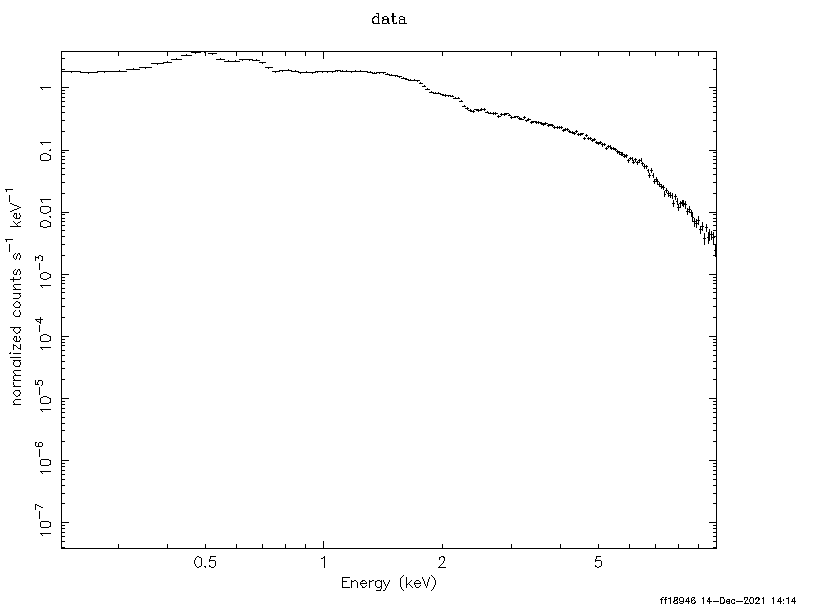 data
normalized counts s⁻¹ keV⁻¹
1
0.1
0.01
10⁻³
10⁻⁴
10⁻⁵
10⁻⁶
10⁻⁷
0.5 1 2 5
Energy (keV)
ff18946 14-Dec-2021 14:14